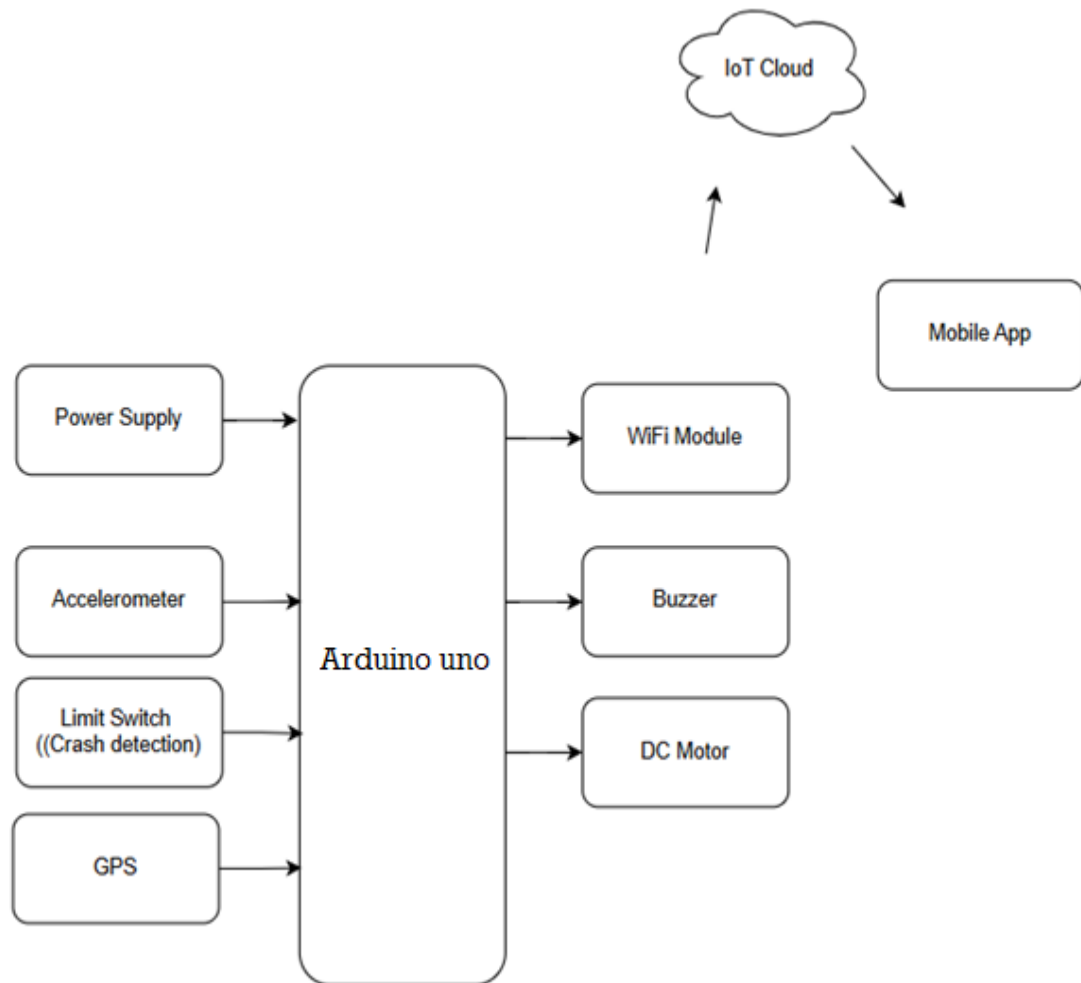 IoT Cloud
Mobile App
Power Supply
WiFi Module
Accelerometer
Buzzer
Arduino uno
Limit Switch
((Crash detection)
DC Motor
GPS